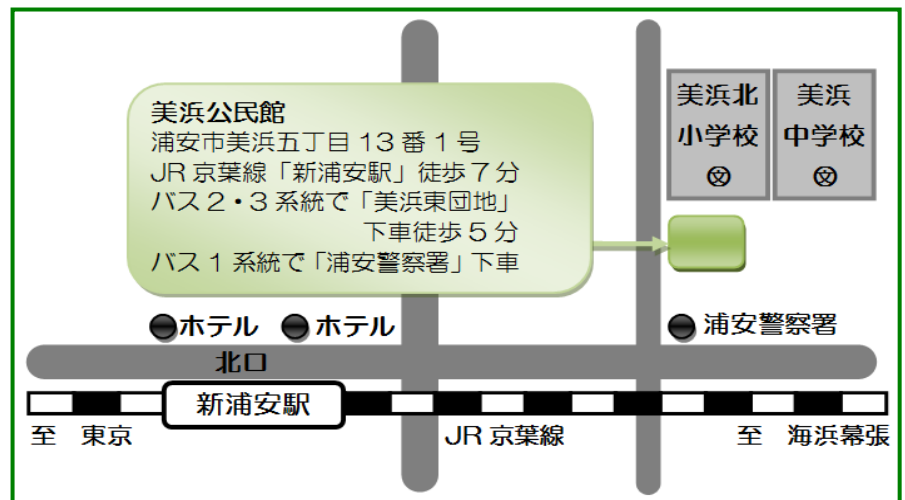 美浜公民館
浦安市美浜五丁目 13 番 1 号
JR 京葉線「新浦安駅」徒歩 7 分
バス 2・3 系統で「美浜東団地」
下車徒歩 5 分
バス 1 系統で「浦安警察署」下車
美浜北
小学校
文
美浜
中学校
文
ホテル
ホテル
浦安警察署
北口
新浦安駅
至 東京
JR 京葉線
至 海浜幕張